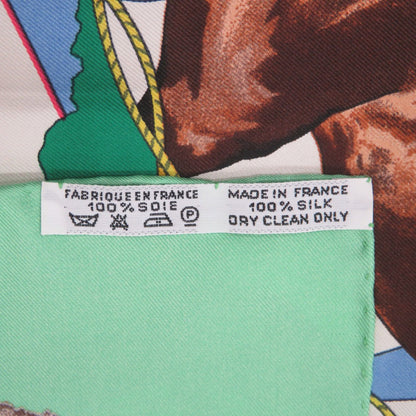 FABRIQUE EN FRANCE
100% SOIE
P
MADE IN FRANCE
100% SILK
DRY CLEAN ONLY